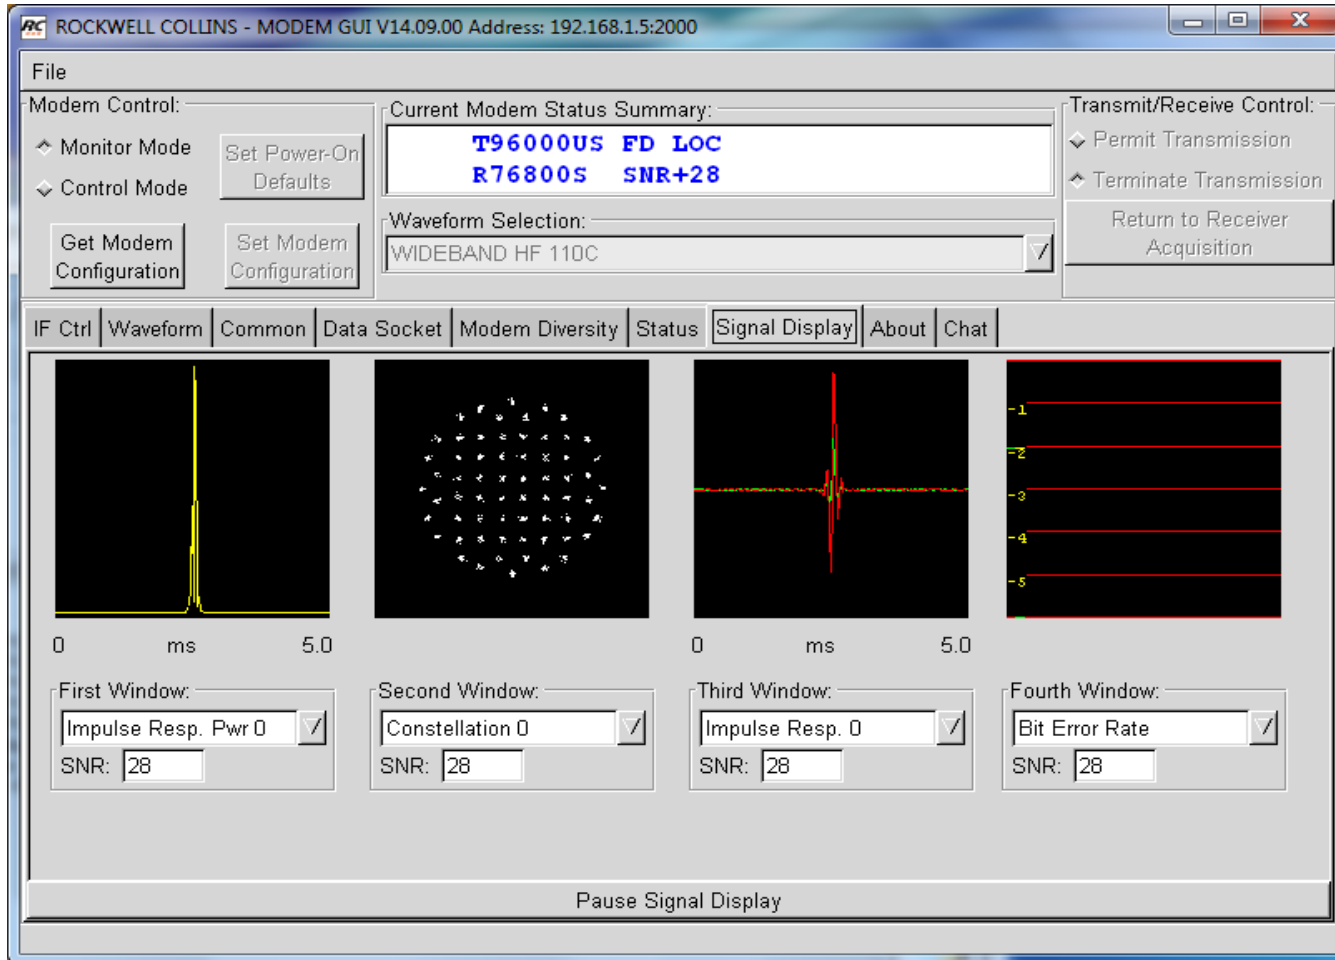 RC ROCKWELL COLLINS - MODEM GUI V14.09.00 Address: 192.168.1.5:2000
File
Modem Control:
Monitor Mode
Control Mode
Set Power-On
Defaults
Get Modem
Configuration
Set Modem
Configuration
Current Modem Status Summary:
T96000US FD LOC
R76800S SNR+28
Waveform Selection:
WIDEBAND HF 110C
Transmit/Receive Control:
Permit Transmission
Terminate Transmission
Return to Receiver
Acquisition
IF Ctrl Waveform Common Data Socket Modem Diversity Status Signal Display About Chat
-1
-2
-3
-4
-5
0 ms 5.0
0 ms 5.0
First Window:
Impulse Resp. Pwr 0
SNR: 28
Second Window:
Constellation 0
SNR: 28
Third Window:
Impulse Resp. 0
SNR: 28
Fourth Window:
Bit Error Rate
SNR: 28
Pause Signal Display